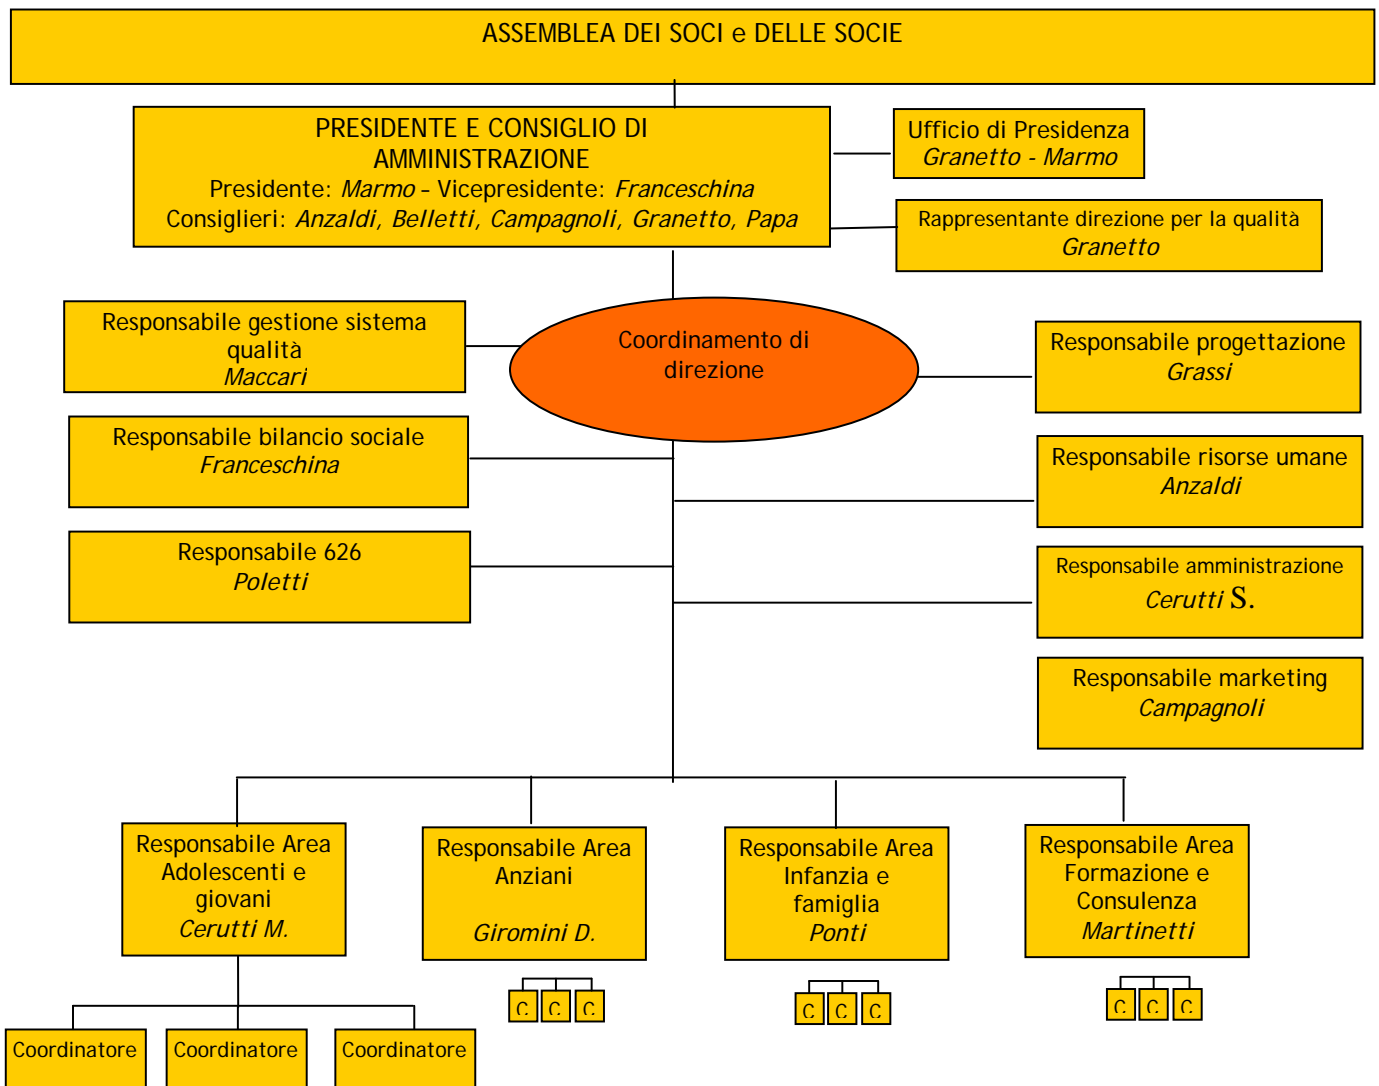 ASSEMBLEA DEI SOCI e DELLE SOCIE
PRESIDENTE E CONSIGLIO DI
AMMINISTRAZIONE
Presidente: Marmo – Vicepresidente: Franceschina
Consiglieri: Anzaldi, Belletti, Campagnoli, Granetto, Papa
Ufficio di Presidenza
Granetto - Marmo
Rappresentante direzione per la qualità
Granetto
Responsabile gestione sistema
qualità
Maccari
Coordinamento di
direzione
Responsabile progettazione
Grassi
Responsabile bilancio sociale
Franceschina
Responsabile risorse umane
Anzaldi
Responsabile 626
Poletti
Responsabile amministrazione
Cerutti S.
Responsabile marketing
Campagnoli
Responsabile Area
Adolescenti e
giovani
Cerutti M.
Responsabile Area
Anziani
Giromini D.
Responsabile Area
Infanzia e
famiglia
Ponti
Responsabile Area
Formazione e
Consulenza
Martinetti
Coordinatore
Coordinatore
Coordinatore
C.
C.
C.
C.
C.
C.
C.
C.
C.